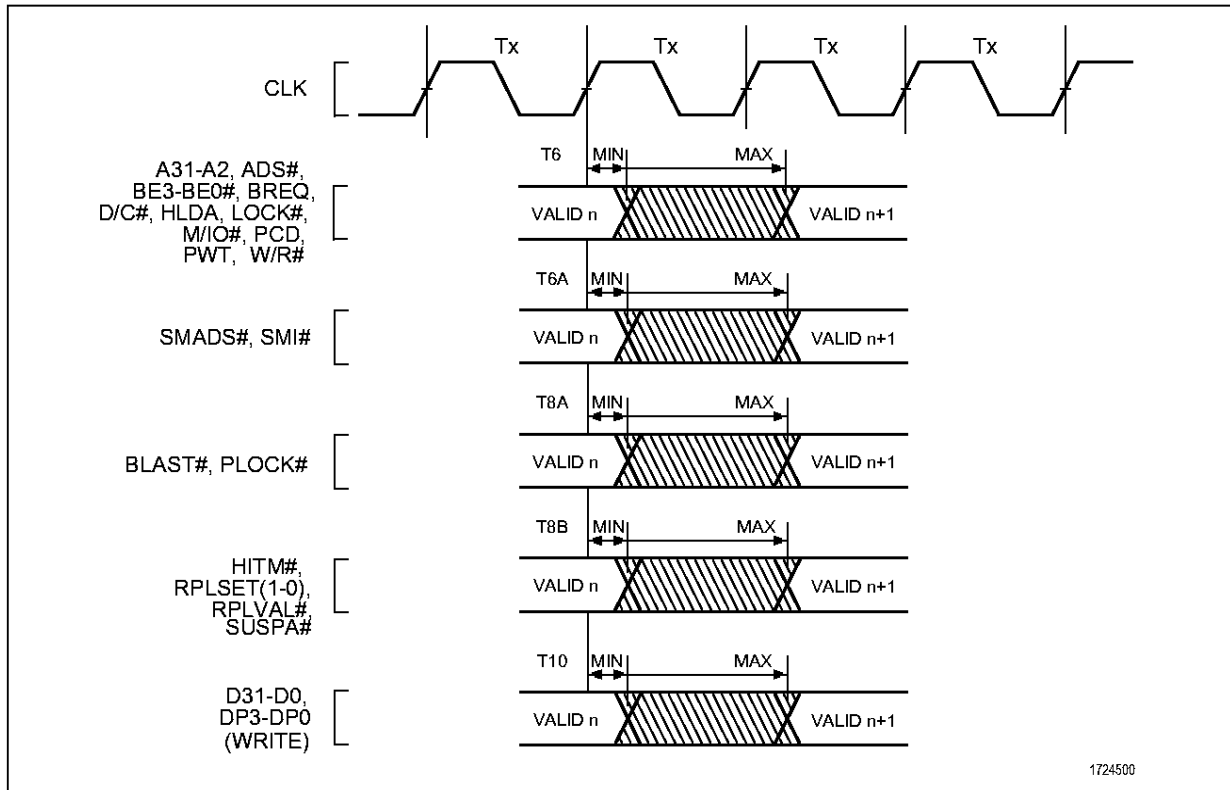 Tx Tx Tx Tx
CLK
T6 MIN MAX
A31-A2, ADS#,
BE3-BE0#, BREQ,
D/C#, HLDA, LOCK#,
M/IO#, PCD,
PWT, W/R#
VALID n VALID n+1
T6A MIN MAX
SMADS#, SMI#
VALID n VALID n+1
T8A MIN MAX
BLAST#, PLOCK#
VALID n VALID n+1
T8B MIN MAX
HITM#,
RPLSET(1-0),
RPLVAL#,
SUSPA#
VALID n VALID n+1
T10 MIN MAX
D31-D0,
DP3-DP0
(WRITE)
VALID n VALID n+1
1724500